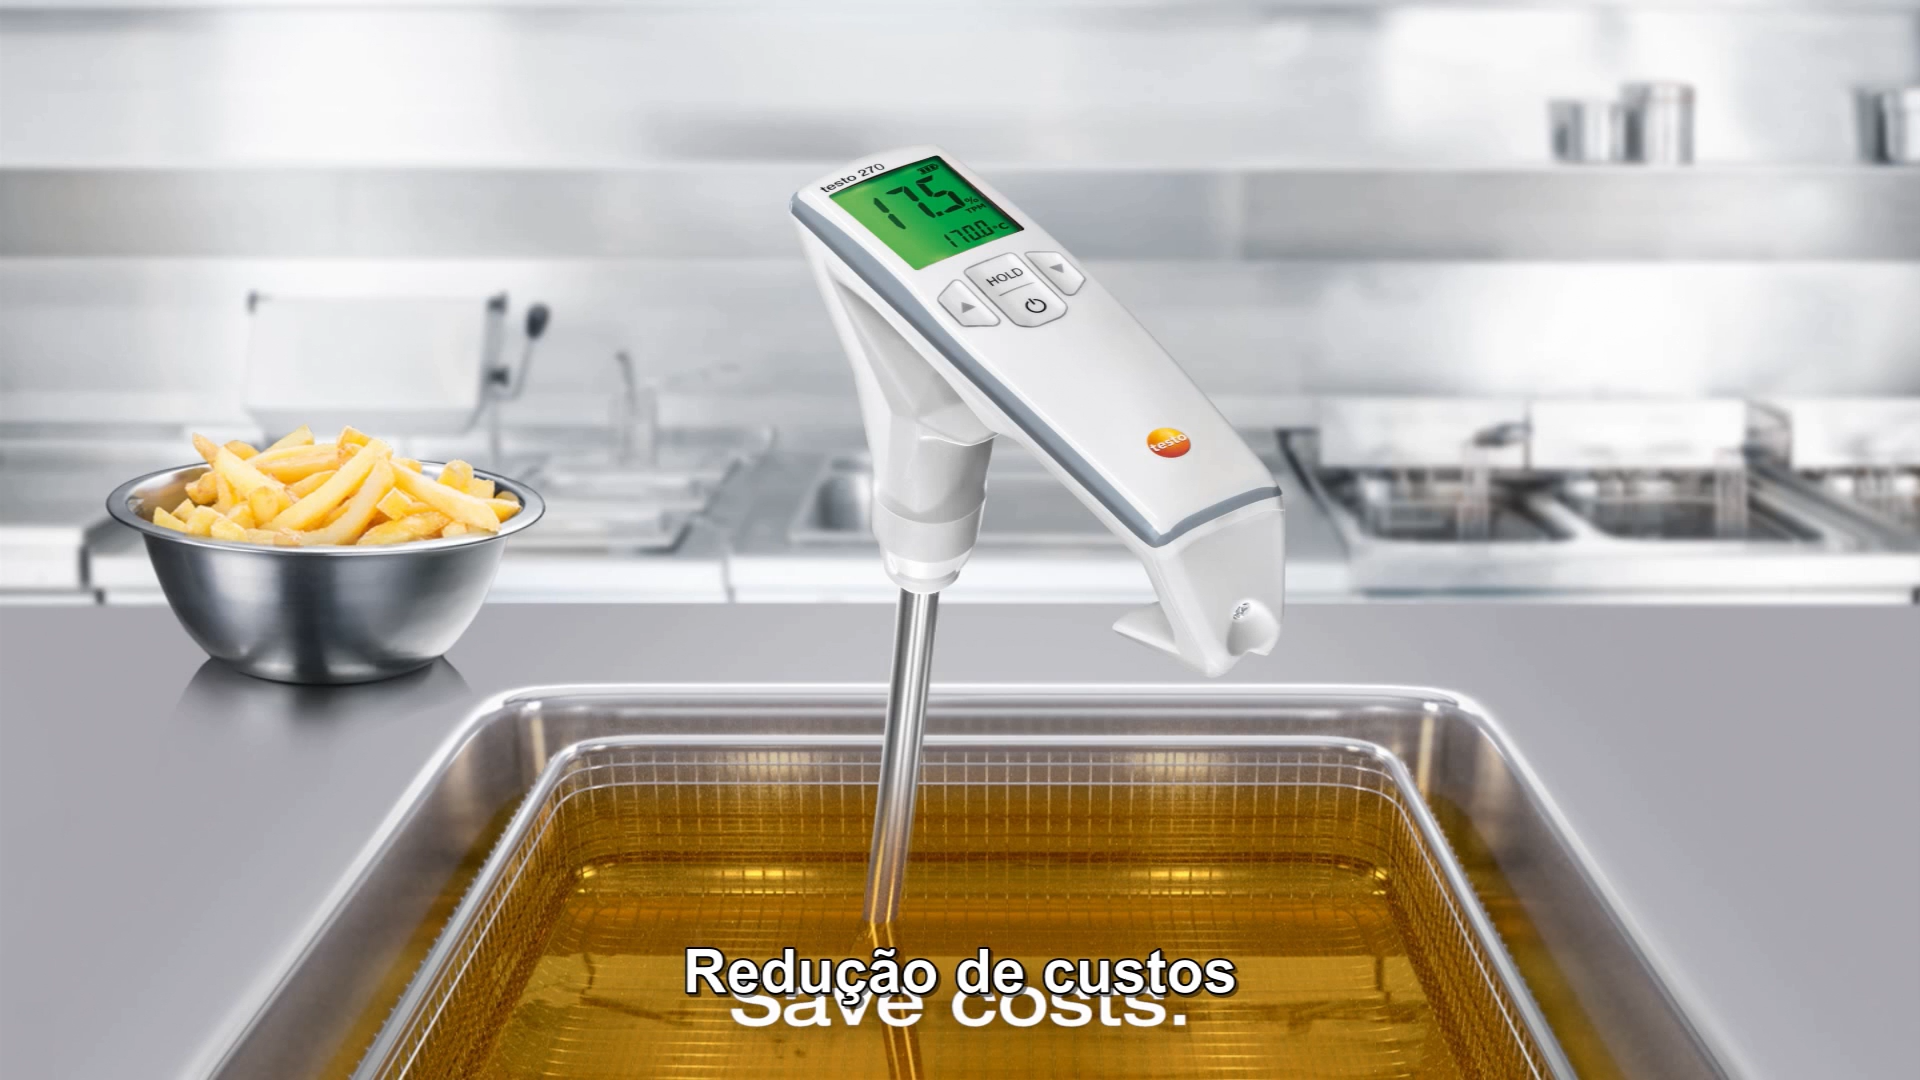 testo 270
17.5 %
TPM
170.0 °C
HOLD
testo
Redução de custos
Save costs.